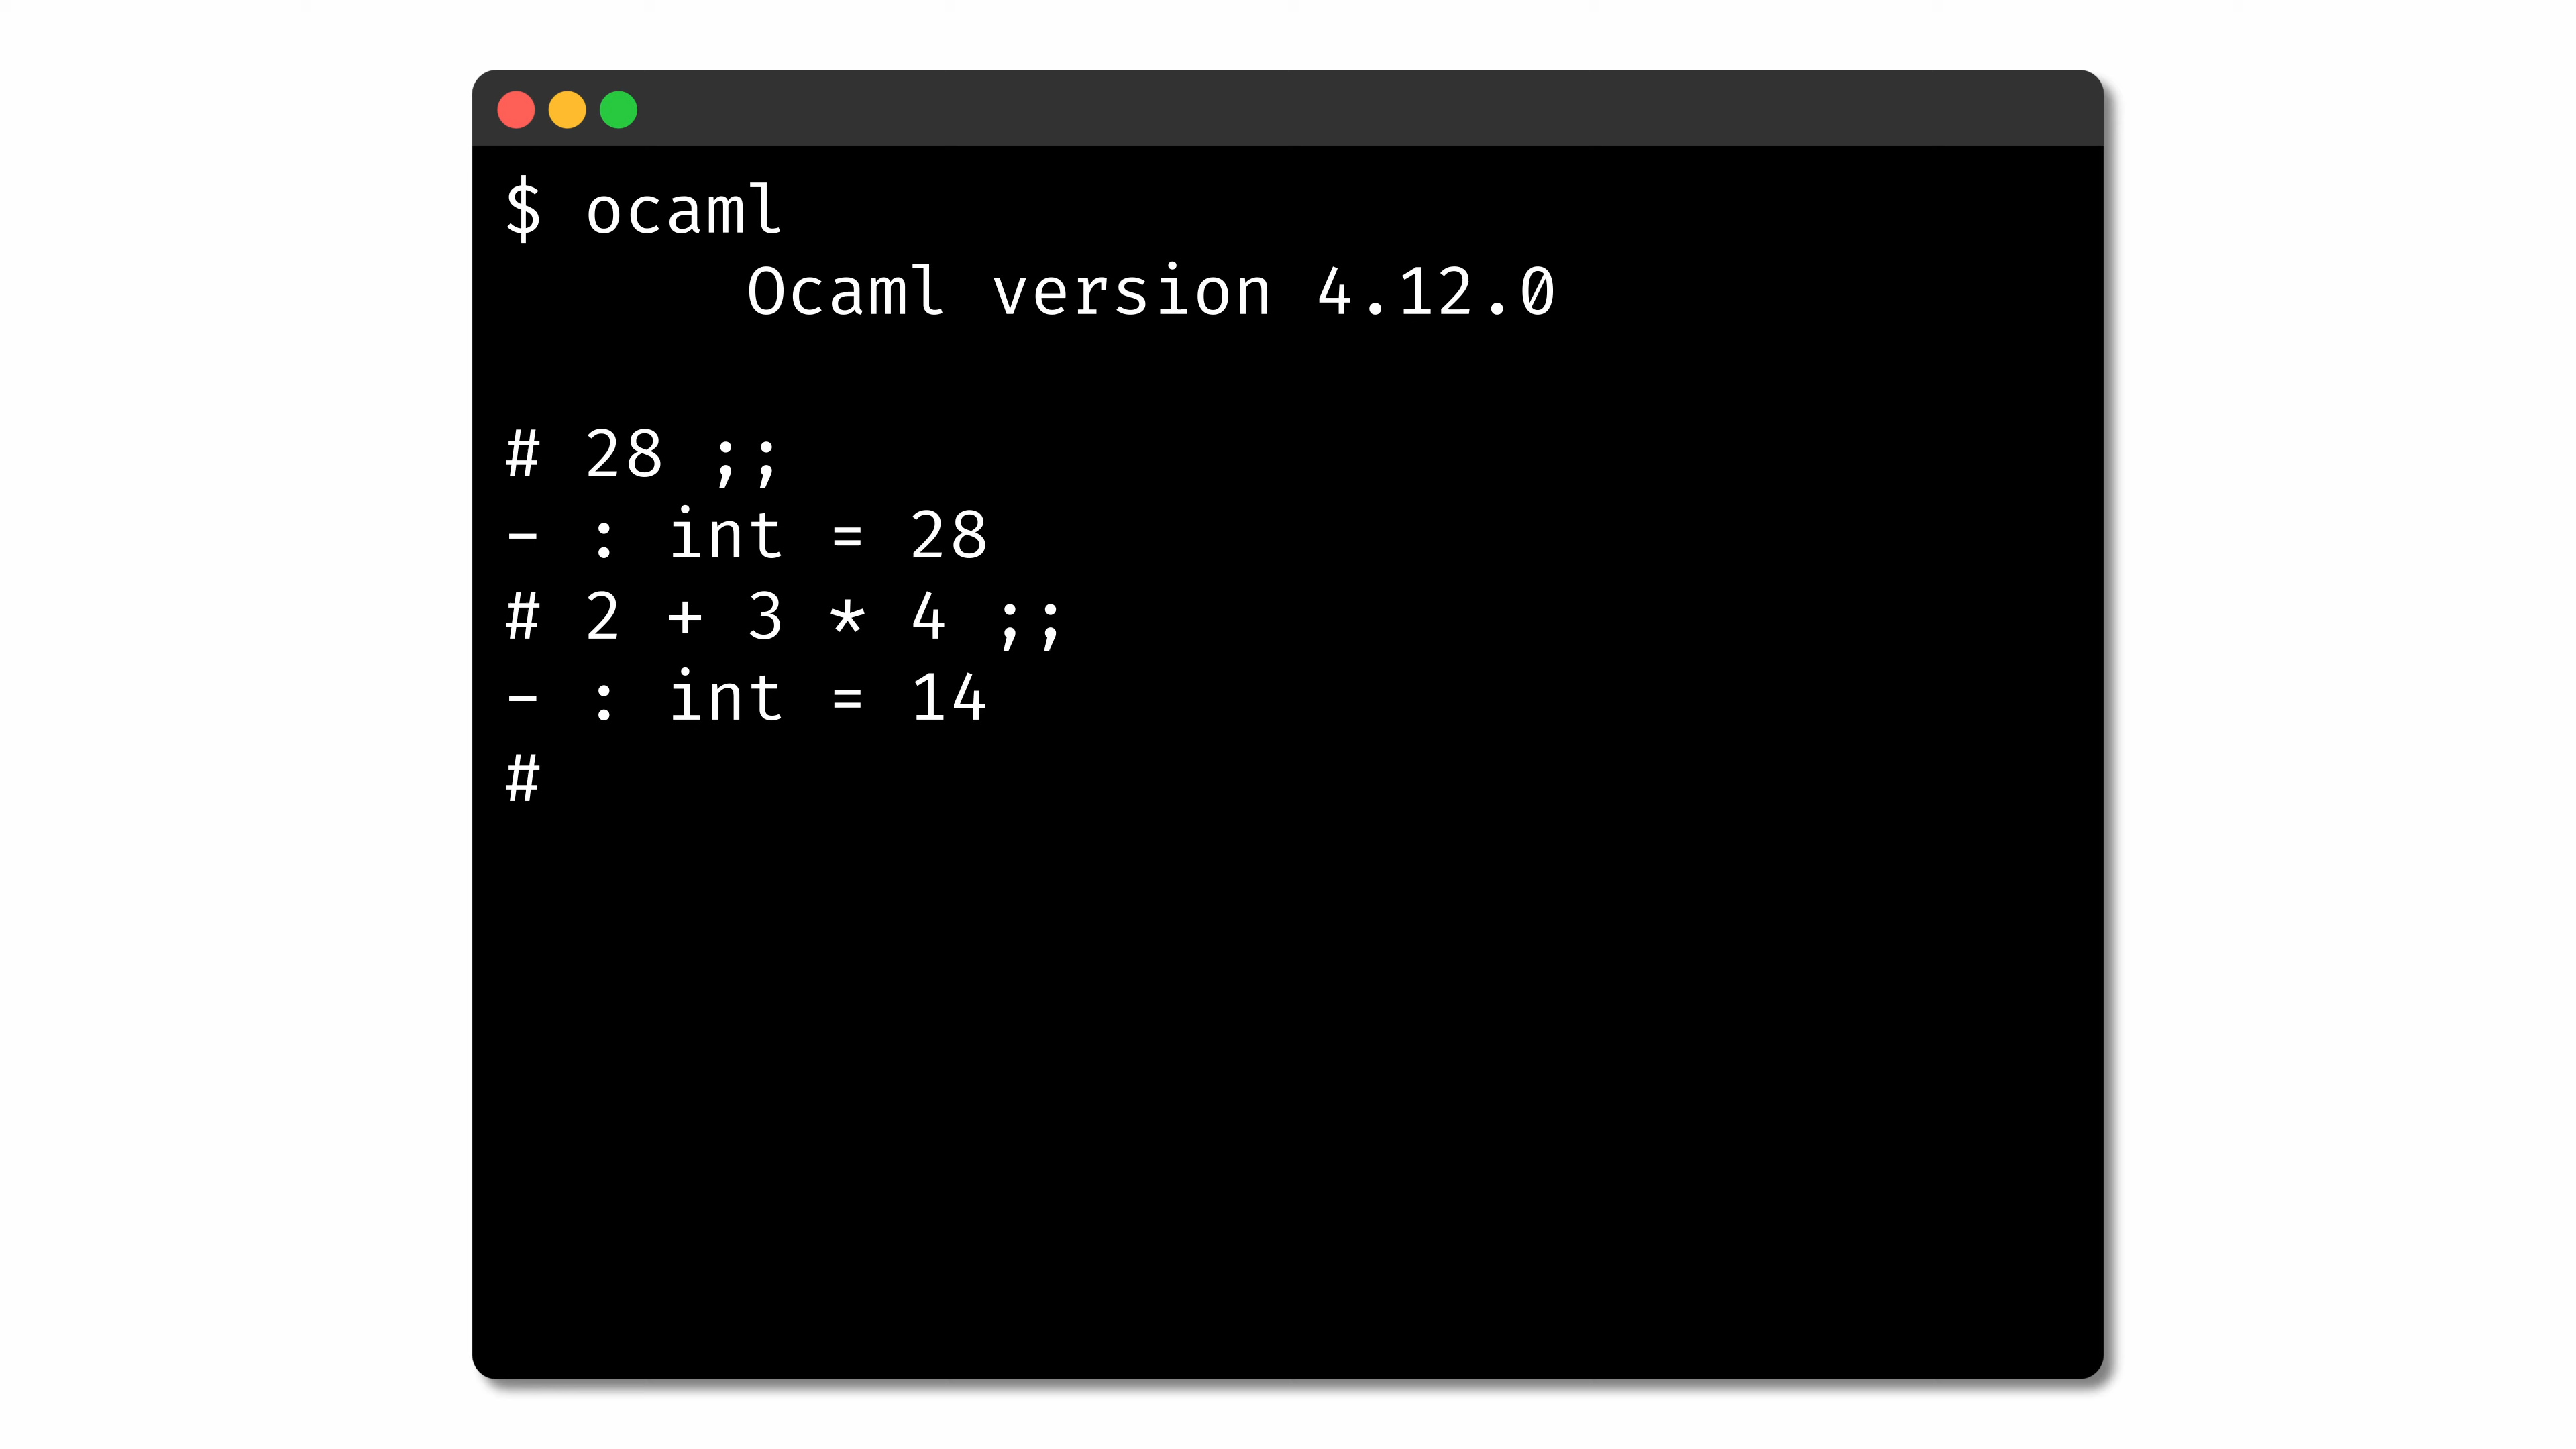 $ ocaml
Ocaml version 4.12.0
# 28 ;;
- : int = 28
# 2 + 3 * 4 ;;
- : int = 14
#